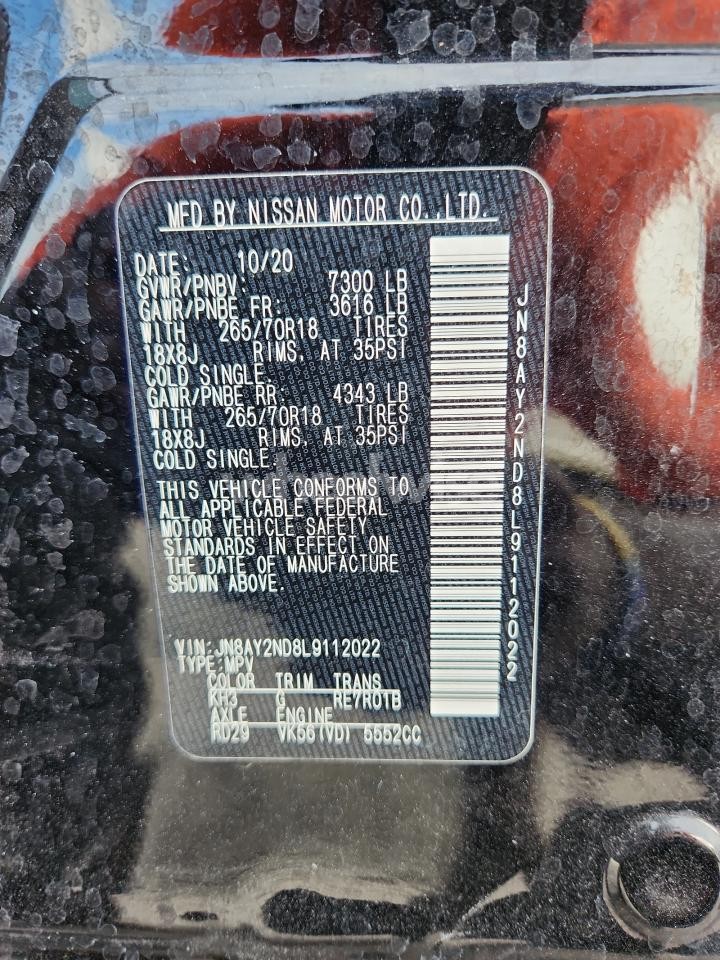 MFD BY NISSAN MOTOR CO.,LTD.
DATE: 10/20
GVWR/PNBV: 7300 LB
GAWR/PNBE FR: 3616 LB
WITH 265/70R18 TIRES
18X8J RIMS, AT 35PSI
COLD SINGLE.
GAWR/PNBE RR: 4343 LB
WITH 265/70R18 TIRES
18X8J RIMS, AT 35PSI
COLD SINGLE.
THIS VEHICLE CONFORMS TO
ALL APPLICABLE FEDERAL
MOTOR VEHICLE SAFETY
STANDARDS IN EFFECT ON
THE DATE OF MANUFACTURE
SHOWN ABOVE.
VIN:JN8AY2ND8L9112022
TYPE:MPV
COLOR TRIM TRANS
KH3 G RE7R01B
AXLE ENGINE
RD29 VK56(VD) 5552CC
JN8AY2ND8L9112022